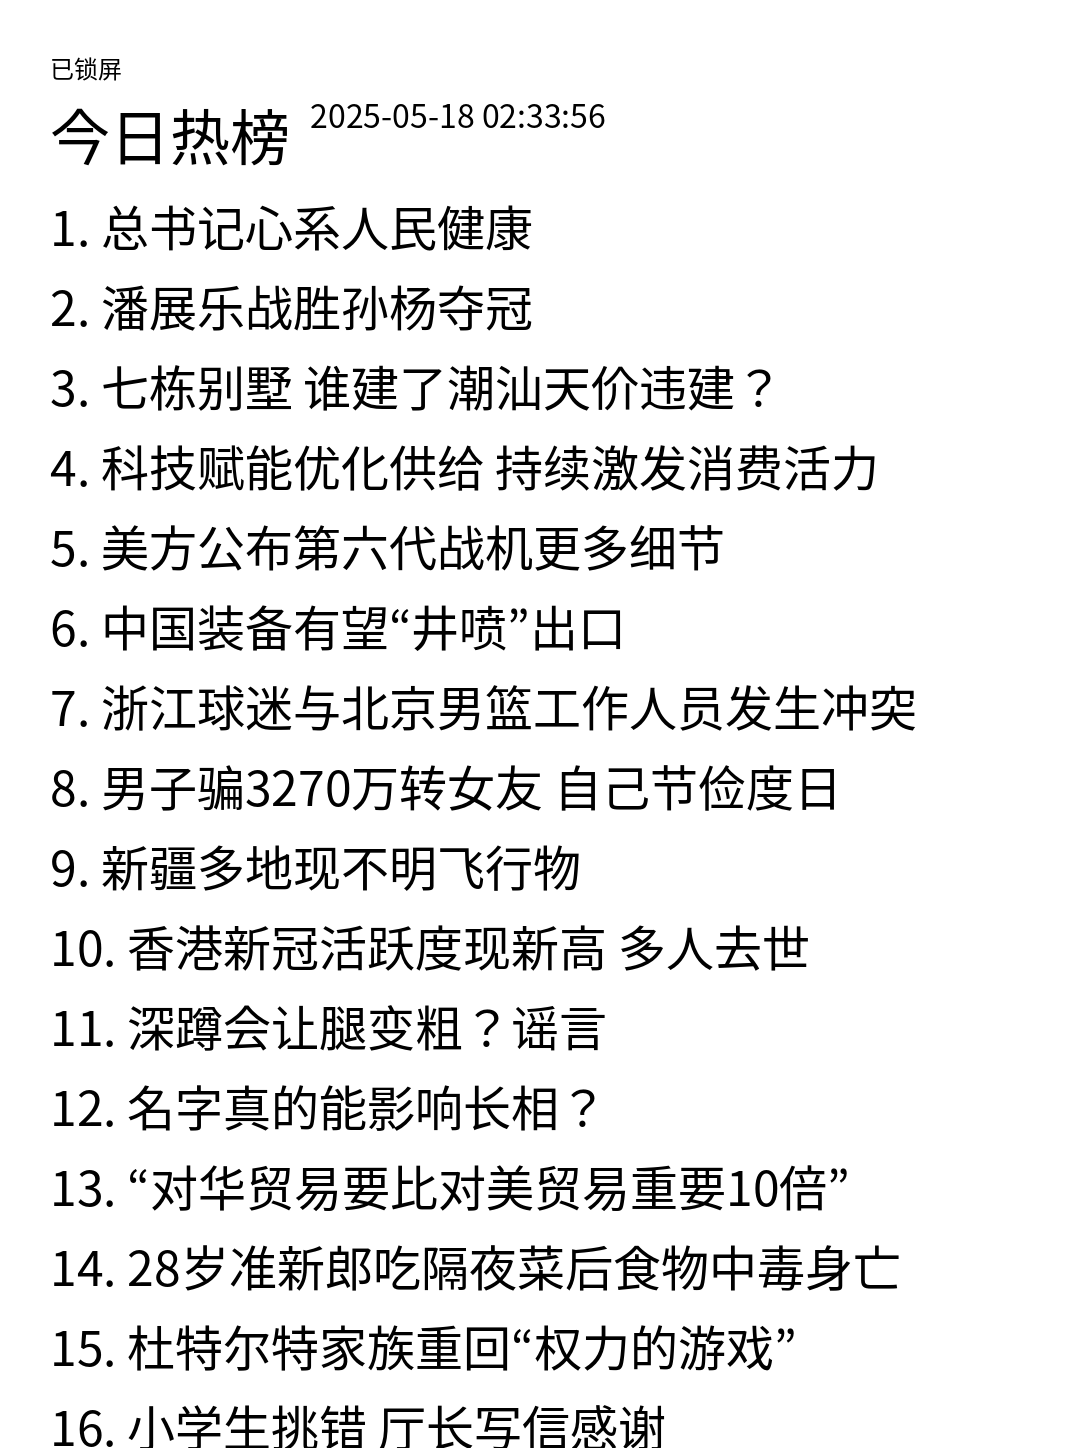 已锁屏
今日热榜 2025-05-18 02:33:56
1. 总书记心系人民健康
2. 潘展乐战胜孙杨夺冠
3. 七栋别墅 谁建了潮汕天价违建？
4. 科技赋能优化供给 持续激发消费活力
5. 美方公布第六代战机更多细节
6. 中国装备有望“井喷”出口
7. 浙江球迷与北京男篮工作人员发生冲突
8. 男子骗3270万转女友 自己节俭度日
9. 新疆多地现不明飞行物
10. 香港新冠活跃度现新高 多人去世
11. 深蹲会让腿变粗？谣言
12. 名字真的能影响长相？
13. “对华贸易要比对美贸易重要10倍”
14. 28岁准新郎吃隔夜菜后食物中毒身亡
15. 杜特尔特家族重回“权力的游戏”
16. 小学生挑错 厅长写信感谢